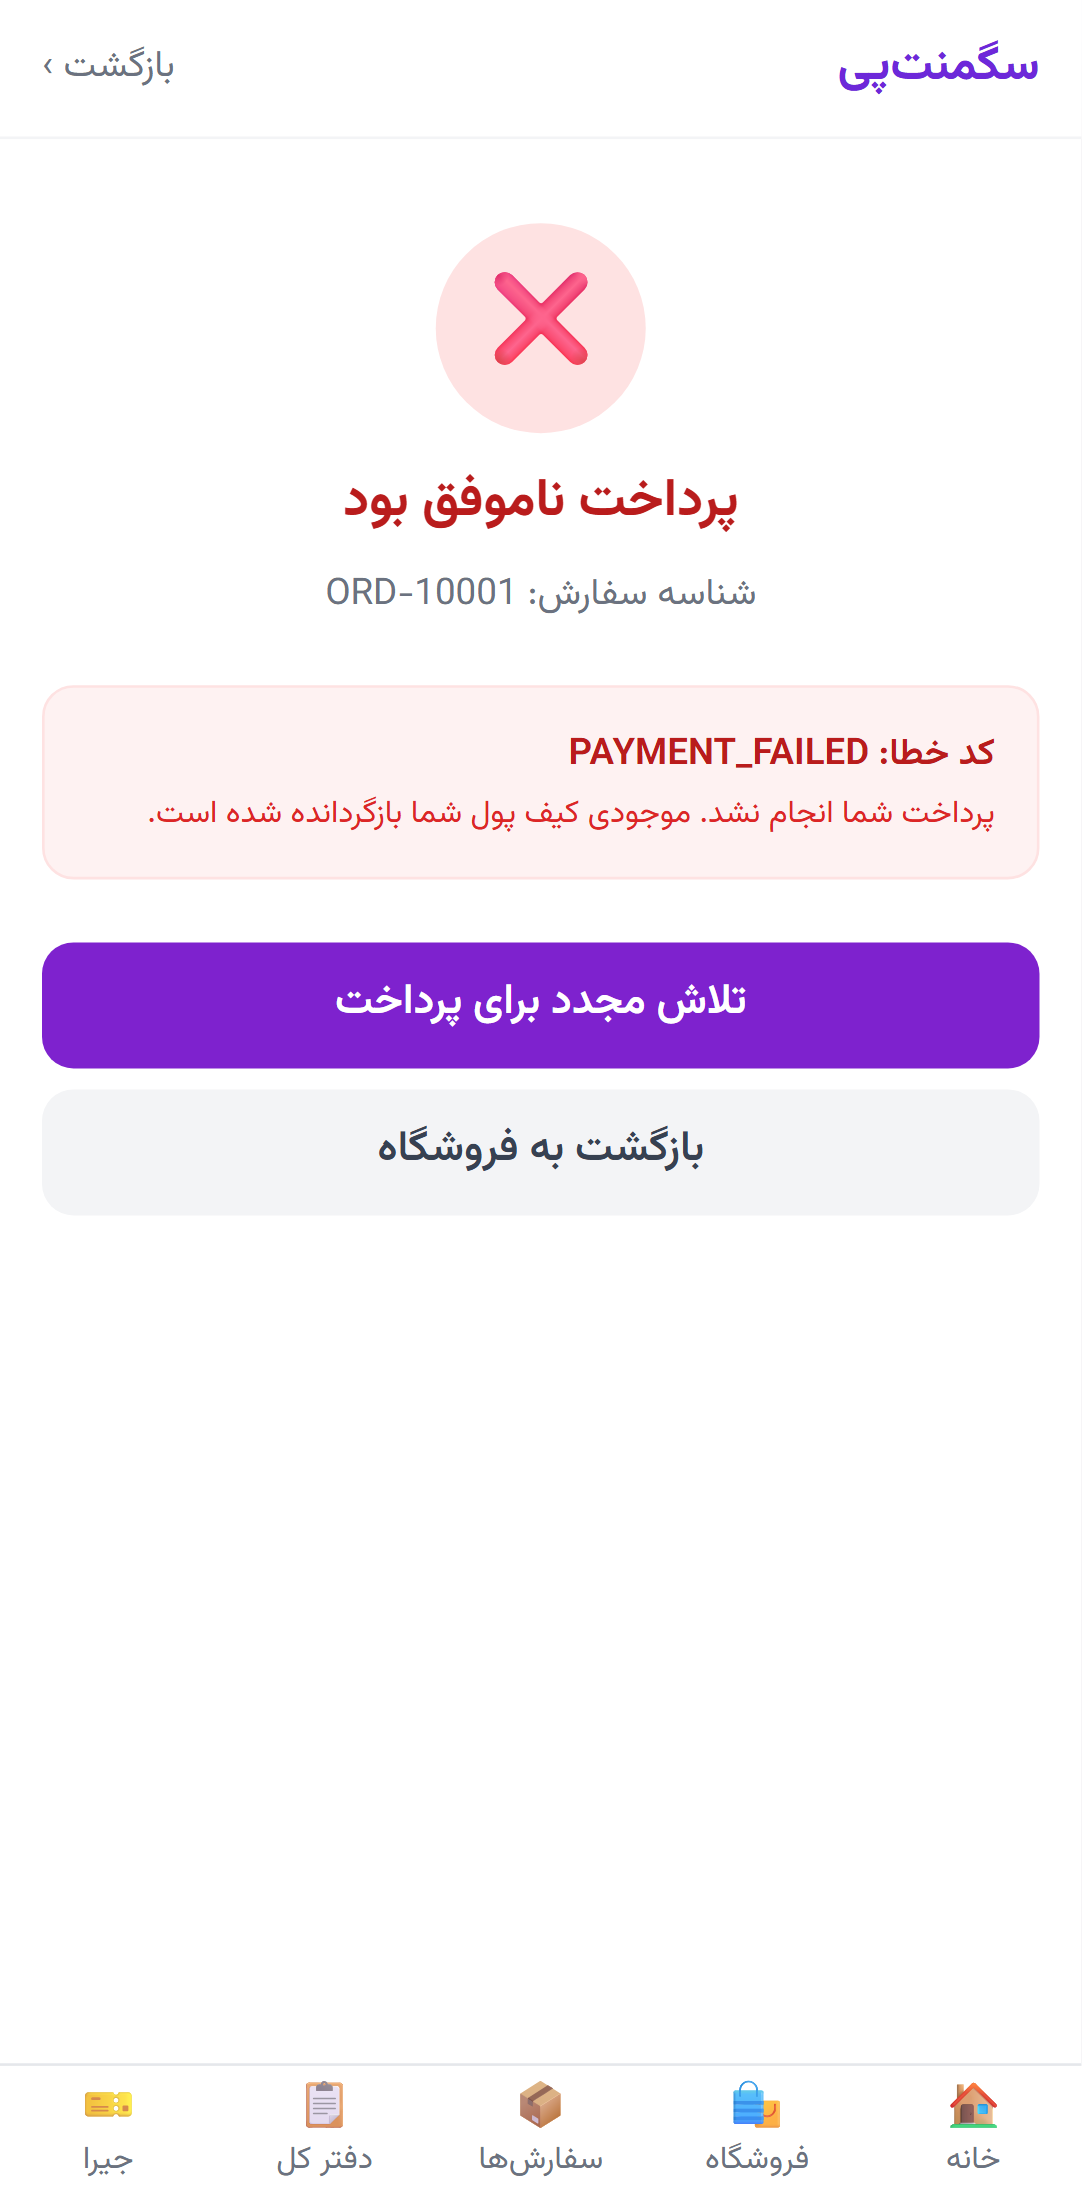 سگمنت‌پی
بازگشت ›
پرداخت ناموفق بود
شناسه سفارش: ORD-10001
کد خطا: PAYMENT_FAILED
پرداخت شما انجام نشد. موجودی کیف پول شما بازگردانده شده است.
تلاش مجدد برای پرداخت
بازگشت به فروشگاه
خانه
فروشگاه
سفارش‌ها
دفتر کل
جیرا